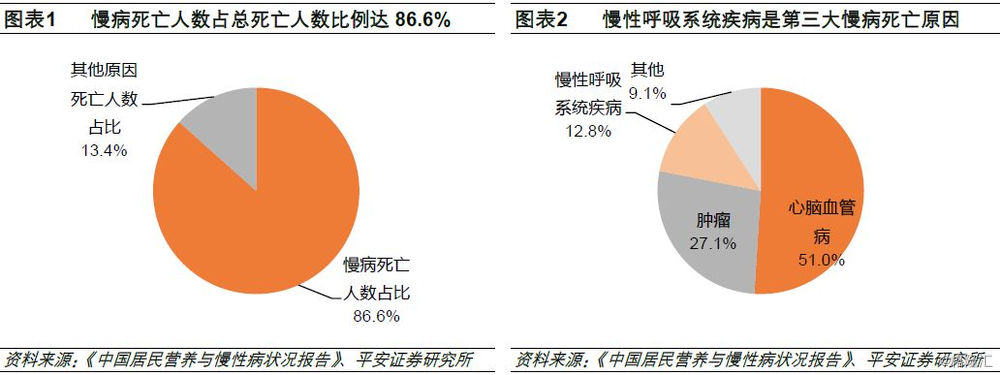 图表1 慢病死亡人数占总死亡人数比例达 86.6%
其他原因
死亡人数
占比
13.4%
慢病死亡
人数占比
86.6%
资料来源：《中国居民营养与慢性病状况报告》、平安证券研究所
图表2 慢性呼吸系统疾病是第三大慢病死亡原因
其他
9.1%
慢性呼吸
系统疾病
12.8%
肿瘤
27.1%
心脑血管
病
51.0%
资料来源：《中国居民营养与慢性病状况报告》、平安证券研究所